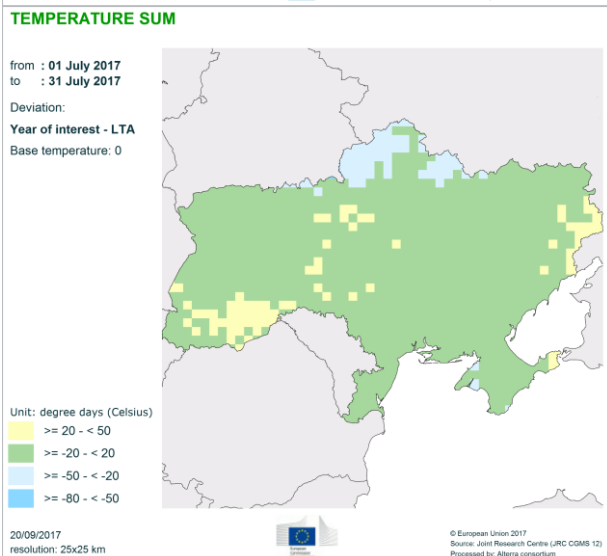 TEMPERATURE SUM
from : 01 July 2017
to : 31 July 2017
Deviation:
Year of interest - LTA
Base temperature: 0
Unit: degree days (Celsius)
>= 20 - < 50
>= -20 - < 20
>= -50 - < -20
>= -80 - < -50
20/09/2017
resolution: 25x25 km
European
Commission
© European Union 2017
Source: Joint Research Centre (JRC CGMS 12)
Processed by: Alterra consortium